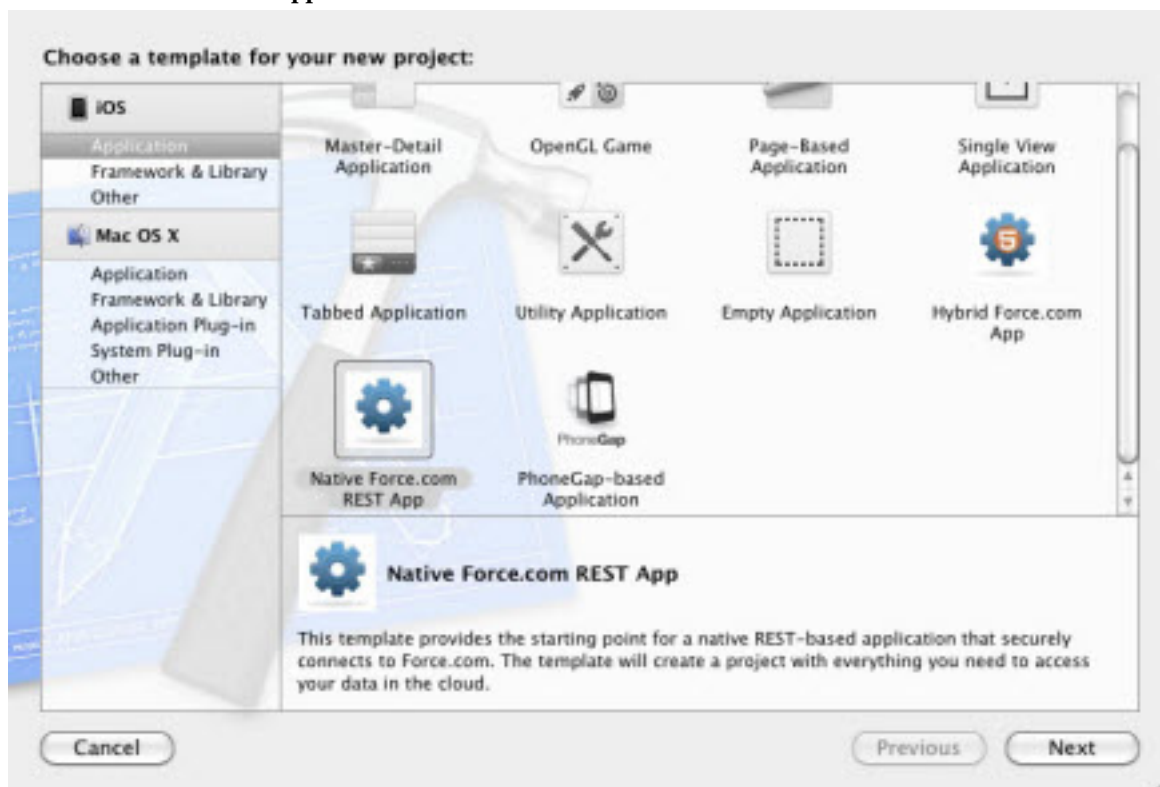 Choose a template for your new project:
iOS
Application
Framework & Library
Other
Mac OS X
Application
Framework & Library
Application Plug-in
System Plug-in
Other
Master-Detail
Application
OpenGL Game
Page-Based
Application
Single View
Application
Tabbed Application
Utility Application
Empty Application
5
Hybrid Force.com
App
Native Force.com
REST App
PhoneGap
PhoneGap-based
Application
Native Force.com REST App
This template provides the starting point for a native REST-based application that securely
connects to Force.com. The template will create a project with everything you need to access
your data in the cloud.
Cancel
Previous
Next